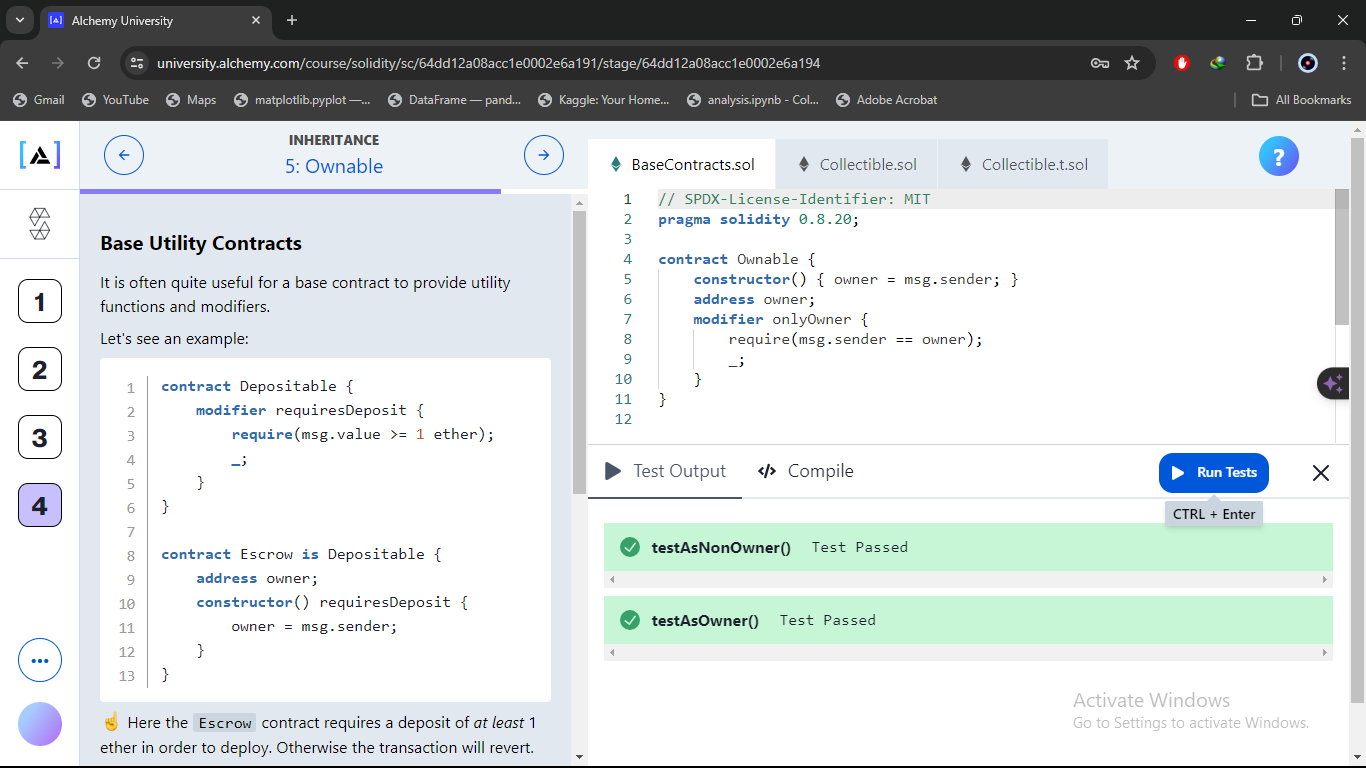 Alchemy University
university.alchemy.com/course/solidity/sc/64dd12a08acc1e0002e6a191/stage/64dd12a08acc1e0002e6a194
Gmail YouTube Maps matplotlib.pyplot —... DataFrame — pand... Kaggle: Your Home... analysis.ipynb - Col... Adobe Acrobat All Bookmarks
INHERITANCE
5: Ownable
1
2
3
4
Base Utility Contracts
It is often quite useful for a base contract to provide utility
functions and modifiers.
Let's see an example:
1 contract Depositable {
2 modifier requiresDeposit {
3 require(msg.value >= 1 ether);
4 _;
5 }
6 }
7
8 contract Escrow is Depositable {
9 address owner;
10 constructor() requiresDeposit {
11 owner = msg.sender;
12 }
13 }
☝️ Here the Escrow contract requires a deposit of at least 1
ether in order to deploy. Otherwise the transaction will revert.
BaseContracts.sol Collectible.sol Collectible.t.sol
?
1 // SPDX-License-Identifier: MIT
2 pragma solidity 0.8.20;
3
4 contract Ownable {
5 constructor() { owner = msg.sender; }
6 address owner;
7 modifier onlyOwner {
8 require(msg.sender == owner);
9 _;
10 }
11 }
12
Test Output Compile Run Tests
CTRL + Enter
testAsNonOwner() Test Passed
testAsOwner() Test Passed
Activate Windows
Go to Settings to activate Windows.